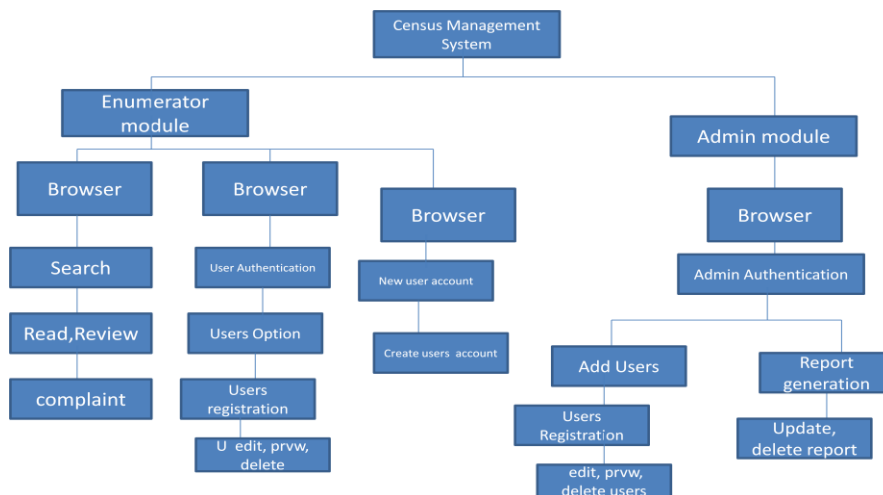 Census Management
System
Enumerator
module
Admin module
Browser
Browser
Browser
Browser
Search
User Authentication
New user account
Admin Authentication
Read,Review
Users Option
Create users account
Add Users
Report
generation
complaint
Users
registration
Users
Registration
Update,
delete report
U edit, prvw,
delete
edit, prvw,
delete users